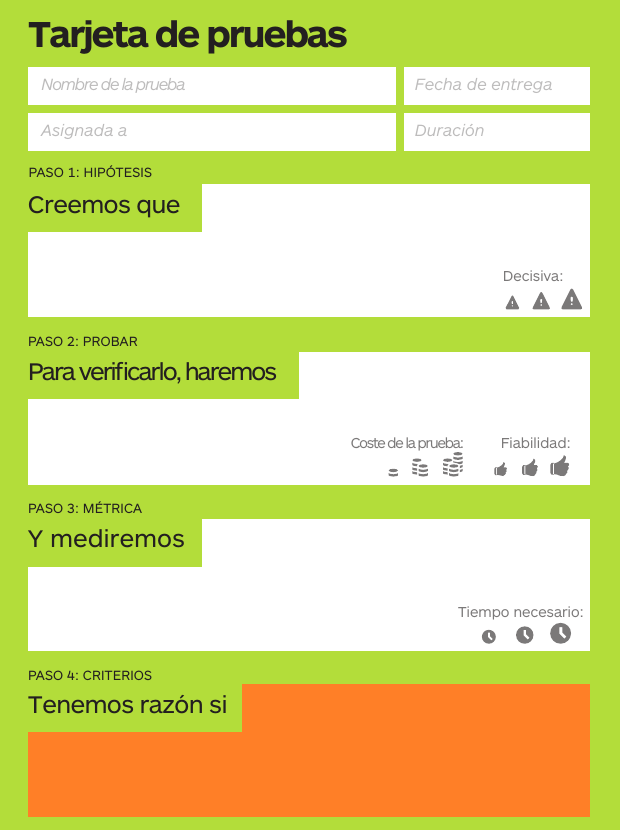 Tarjeta de pruebas
Nombre de la prueba
Fecha de entrega
Asignada a
Duración
PASO 1: HIPÓTESIS
Creemos que
Decisiva:
PASO 2: PROBAR
Para verificarlo, haremos
Coste de la prueba:
Fiabilidad:
PASO 3: MÉTRICA
Y mediremos
Tiempo necesario:
PASO 4: CRITERIOS
Tenemos razón si